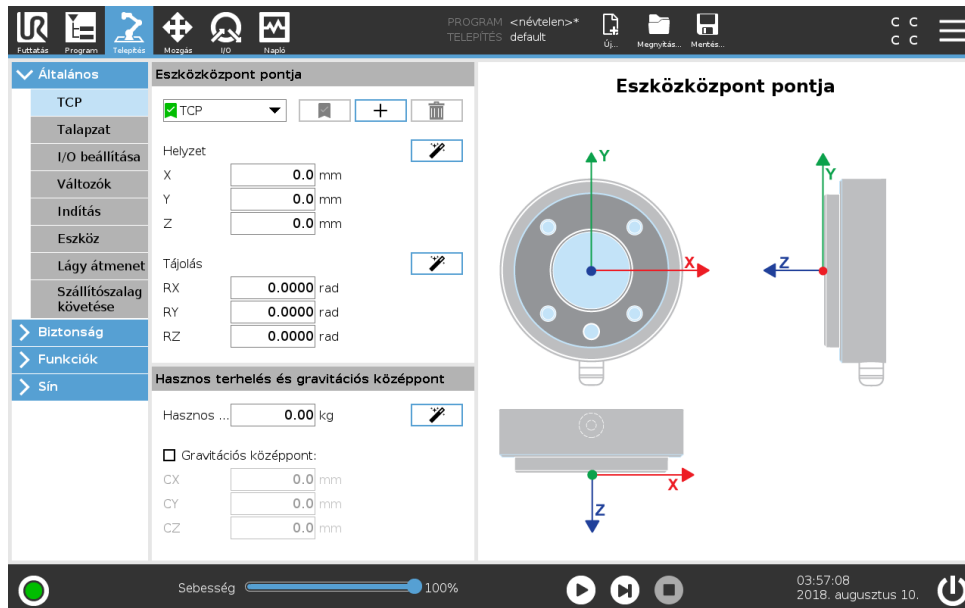 PROGRAM <névtelen>*
TELEPÍTÉS default
Futtatás
Program
Telepítés
Mozgás
I/O
Napló
Új...
Megnyitás...
Mentés...
C C
C C
Általános
TCP
Talapzat
I/O beállítása
Változók
Indítás
Eszköz
Lágy átmenet
Szállítószalag
követése
Biztonság
Funkciók
Sín
Eszközközpont pontja
TCP
Helyzet
X 0.0 mm
Y 0.0 mm
Z 0.0 mm
Tájolás
RX 0.0000 rad
RY 0.0000 rad
RZ 0.0000 rad
Hasznos terhelés és gravitációs középpont
Hasznos ... 0.00 kg
Gravitációs középpont:
CX 0.0 mm
CY 0.0 mm
CZ 0.0 mm
Eszközközpont pontja
Y
X
Y
Z
X
Z
Sebesség 100%
03:57:08
2018. augusztus 10.